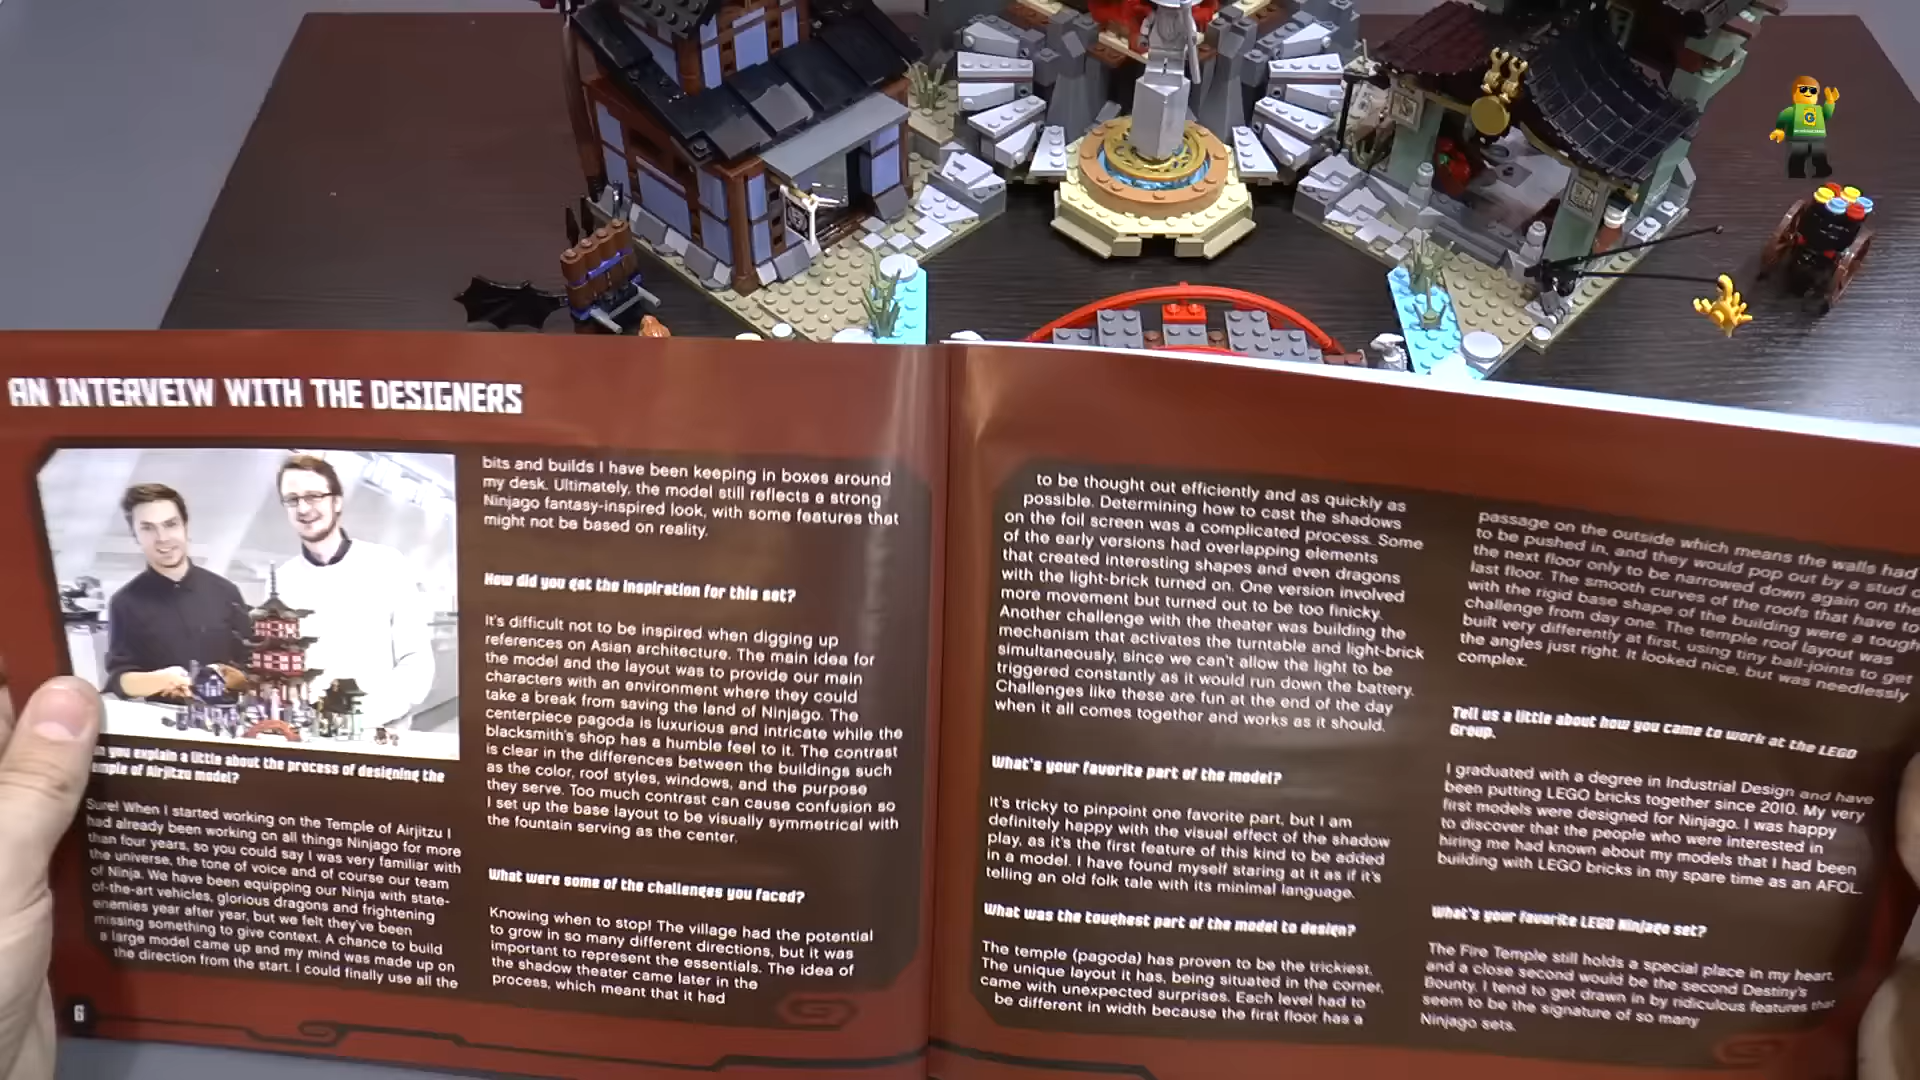 AN INTERVEIW WITH THE DESIGNERS
you explain a little about the process of designing the
of Airjitzu model?
Sure! When I started working on the Temple of Airjitzu I
had already been working on all things Ninjago for more
than four years, so you could say I was very familiar with
the universe, the tone of voice and of course our team
of Ninja. We have been equipping our Ninja with state-
of-the-art vehicles, glorious dragons and frightening
enemies year after year, but we felt they've been
missing something to give context. A chance to build
a large model came up and my mind was made up on
the direction from the start. I could finally use all the
6
bits and builds I have been keeping in boxes around
my desk. Ultimately, the model still reflects a strong
Ninjago fantasy-inspired look, with some features that
might not be based on reality.
How did you get the inspiration for this set?
It's difficult not to be inspired when digging up
references on Asian architecture. The main idea for
the model and the layout was to provide our main
characters with an environment where they could
take a break from saving the land of Ninjago. The
centerpiece pagoda is luxurious and intricate while the
blacksmith's shop has a humble feel to it. The contrast
is clear in the differences between the buildings such
as the color, roof styles, windows, and the purpose
they serve. Too much contrast can cause confusion so
I set up the base layout to be visually symmetrical with
the fountain serving as the center.
What were some of the challenges you faced?
Knowing when to stop! The village had the potential
to grow in so many different directions, but it was
important to represent the essentials. The idea of
the shadow theater came later in the
process, which meant that it had
to be thought out efficiently and as quickly as
possible. Determining how to cast the shadows
on the foil screen was a complicated process. Some
of the early versions had overlapping elements
that created interesting shapes and even dragons
with the light-brick turned on. One version involved
more movement but turned out to be too finicky.
Another challenge with the theater was building the
mechanism that activates the turntable and light-brick
simultaneously, since we can't allow the light to be
triggered constantly as it would run down the battery.
Challenges like these are fun at the end of the day
when it all comes together and works as it should.
What's your favorite part of the model?
It's tricky to pinpoint one favorite part, but I am
definitely happy with the visual effect of the shadow
play, as it's the first feature of this kind to be added
in a model. I have found myself staring at it as if it's
telling an old folk tale with its minimal language.
What was the toughest part of the model to design?
The temple (pagoda) has proven to be the trickiest.
The unique layout it has, being situated in the corner,
came with unexpected surprises. Each level had to
be different in width because the first floor has a
passage on the outside which means the walls had
to be pushed in, and they would pop out by a stud
the next floor only to be narrowed down again on the
last floor. The smooth curves of the roofs that have to
with the rigid base shape of the building were a tough
challenge from day one. The temple roof layout was
built very differently at first, using tiny ball-joints to get
the angles just right. It looked nice, but was needlessly
complex.
Tell us a little about how you came to work at the LEGO
Group.
I graduated with a degree in Industrial Design and have
been putting LEGO bricks together since 2010. My very
first models were designed for Ninjago. I was happy
to discover that the people who were interested in
hiring me had known about my models that I had been
building with LEGO bricks in my spare time as an AFOL.
What's your favorite LEGO Ninjago set?
The Fire Temple still holds a special place in my heart,
and a close second would be the second Destiny's
Bounty. I tend to get drawn in by ridiculous features that
seem to be the signature of so many
Ninjago sets.